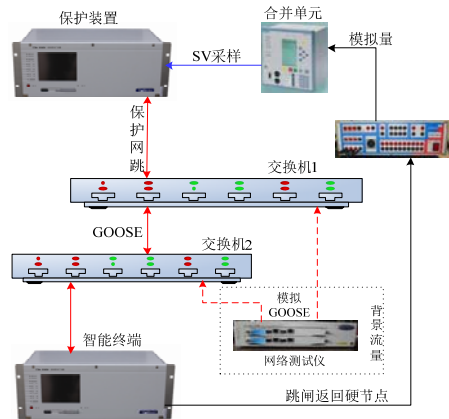 保护装置
合并单元
SV采样
模拟量
保护网跳
交换机1
GOOSE
交换机2
模拟
GOOSE
背景流量
网络测试仪
智能终端
跳闸返回硬节点